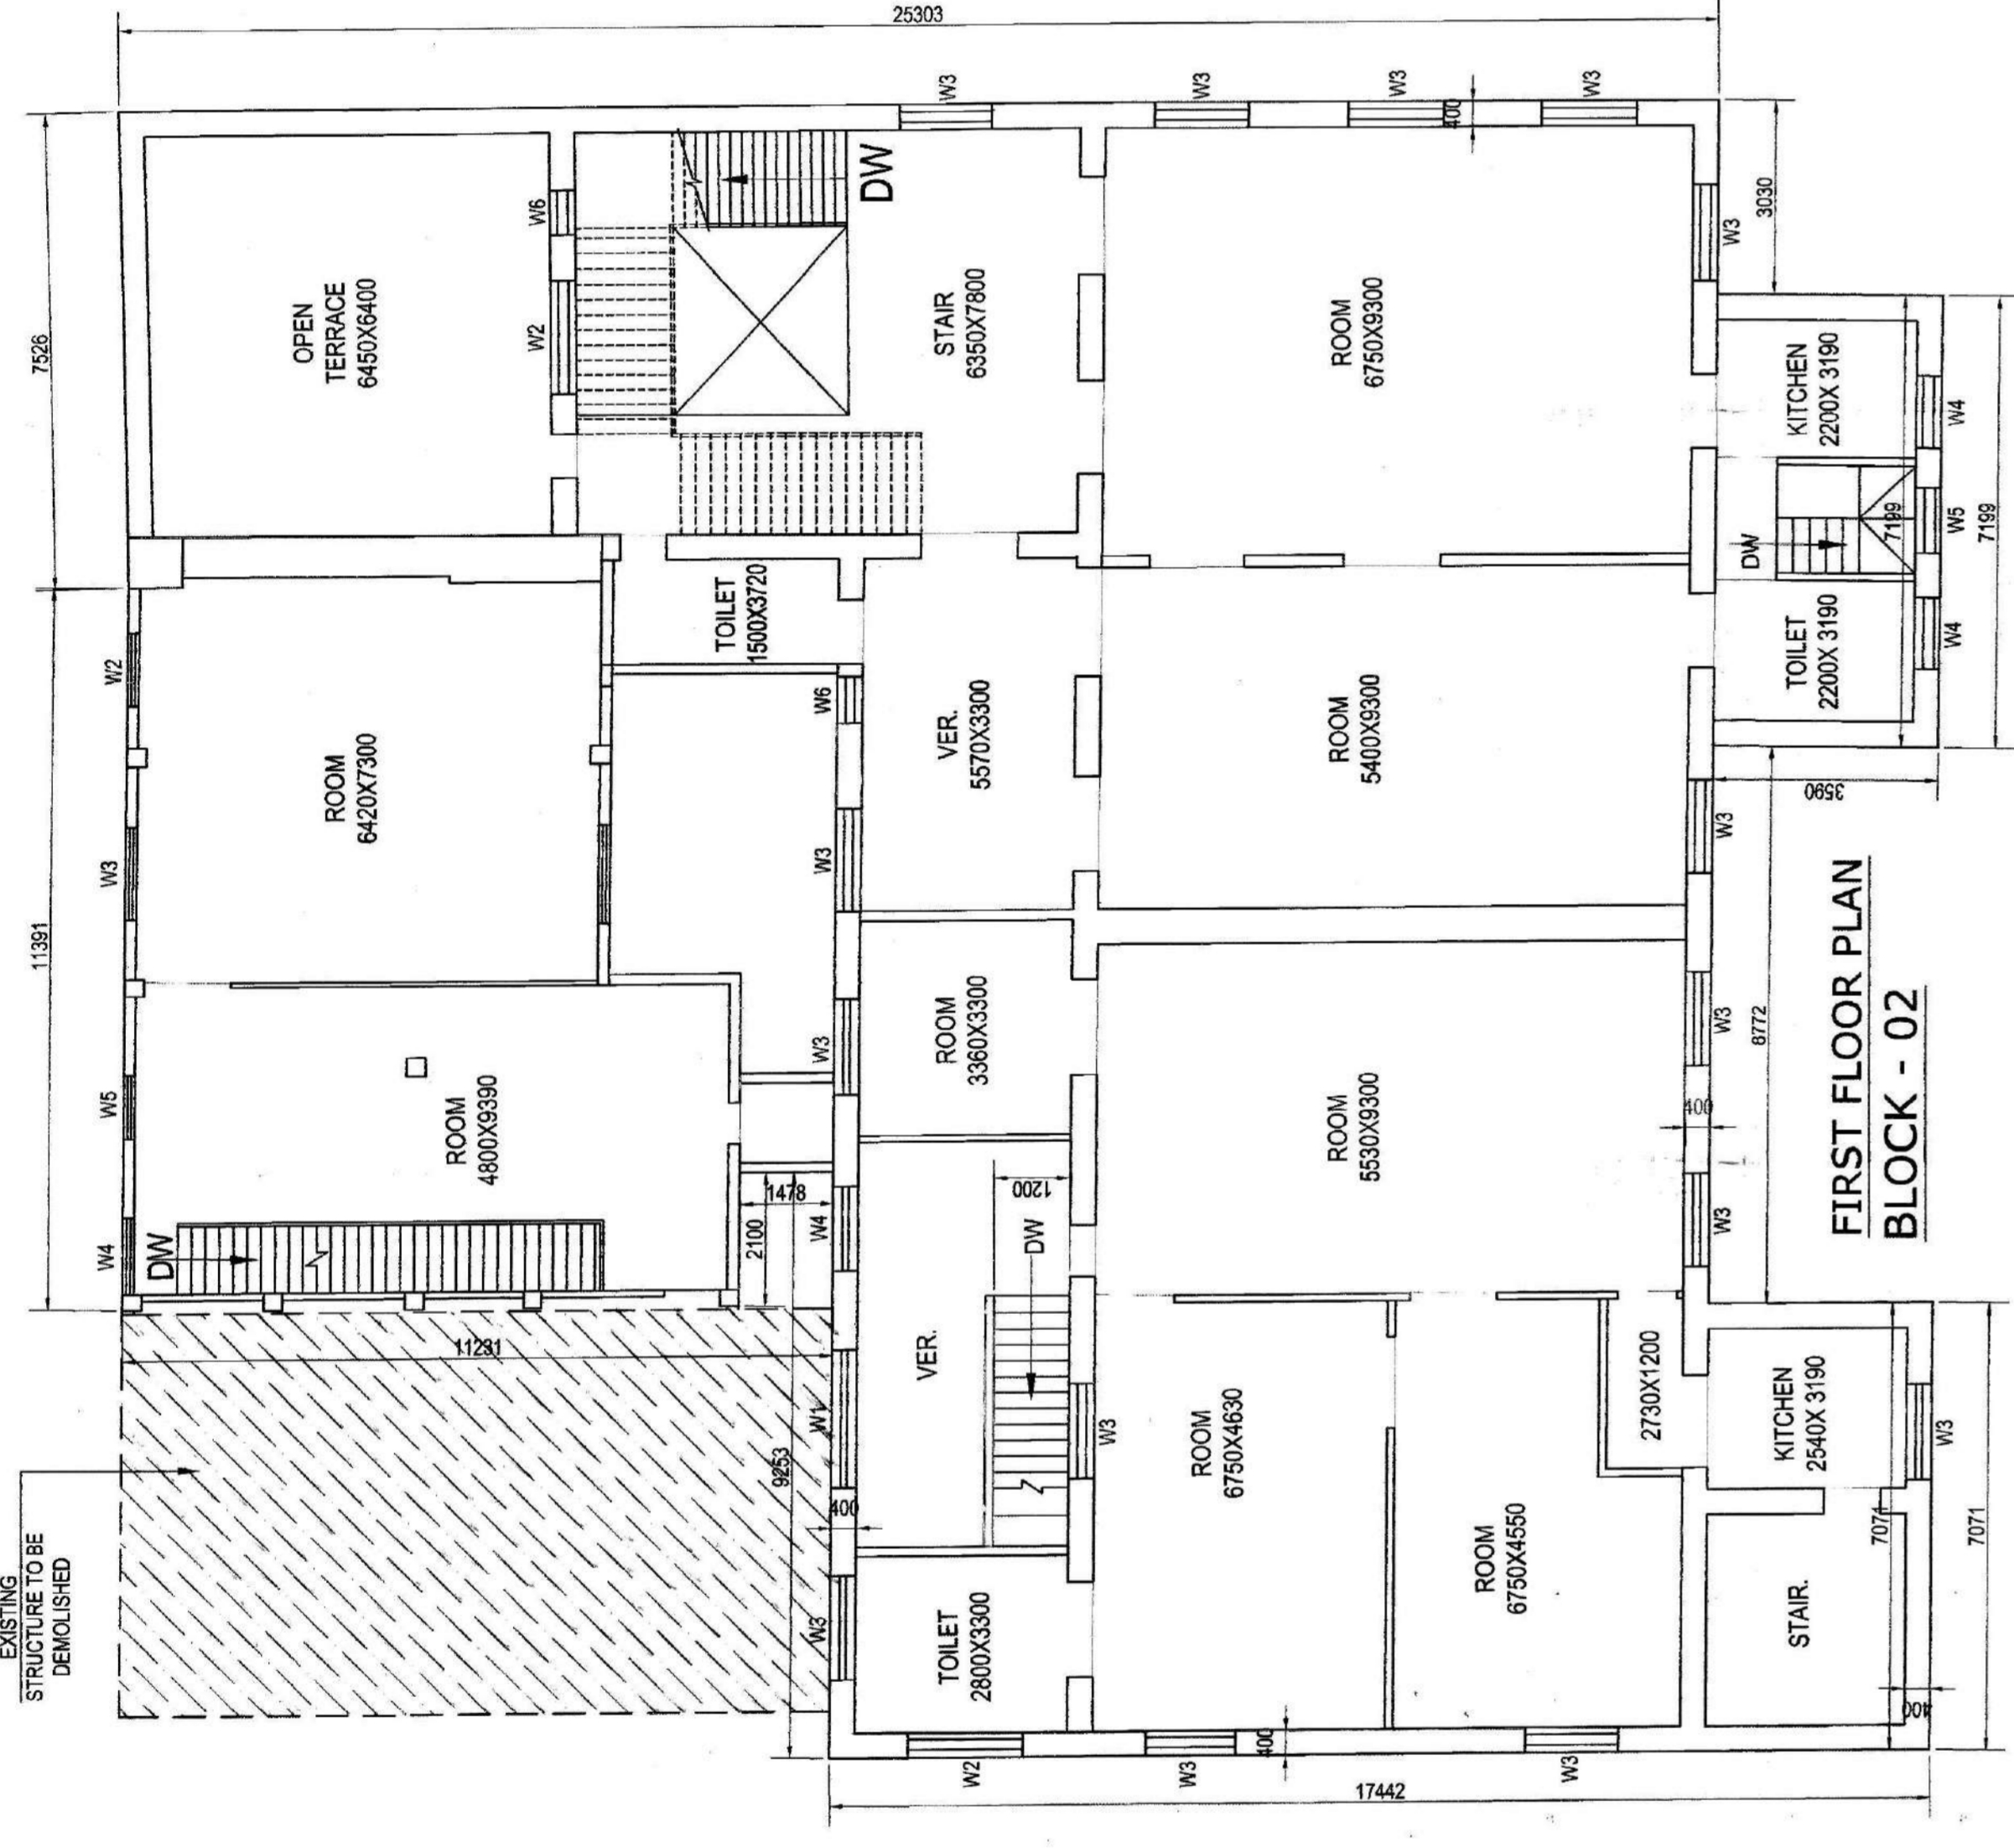 25303
7526
11391
EXISTING
STRUCTURE TO BE
DEMOLISHED
OPEN
TERRACE
6450X6400
W6
W2
DW
STAIR
6350X7800
W3
W3
W3
W3
400
W3
3030
ROOM
6750X9300
KITCHEN
2200X 3190
W4
DW
7199
W5
7199
TOILET
2200X 3190
W4
3590
W2
W3
W5
W4
ROOM
6420X7300
TOILET
1500X3720
W6
W3
W3
VER.
5570X3300
ROOM
5400X9300
W3
W3
W3
8772
ROOM
4800X9390
DW
1478
2100
W4
ROOM
3360X3300
1200
DW
VER.
ROOM
5530X9300
400
11231
W1
9253
400
W3
W3
ROOM
6750X4630
2730X1200
KITCHEN
2540X 3190
W3
TOILET
2800X3300
ROOM
6750X4550
STAIR.
7071
7071
400
W2
W3
400
W3
17442
FIRST FLOOR PLAN
BLOCK - 02